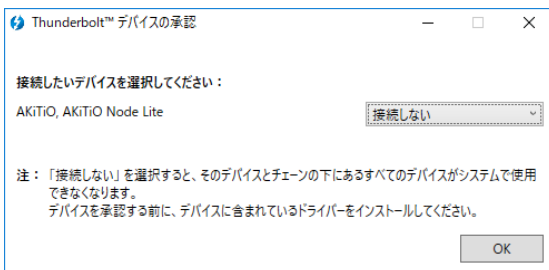 Thunderbolt™ デバイスの承認
接続したいデバイスを選択してください：
AKiTiO, AKiTiO Node Lite
接続しない
注：「接続しない」を選択すると、そのデバイスとチェーンの下にあるすべてのデバイスがシステムで使用
できなくなります。
デバイスを承認する前に、デバイスに含まれているドライバーをインストールしてください。
OK